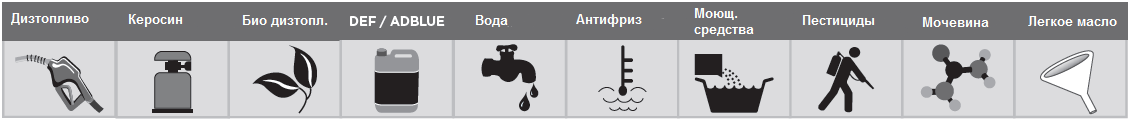 Дизтопливо
Керосин
Био дизтопл.
DEF / ADBLUE
Вода
Антифриз
Моющ.
средства
Пестициды
Мочевина
Легкое масло